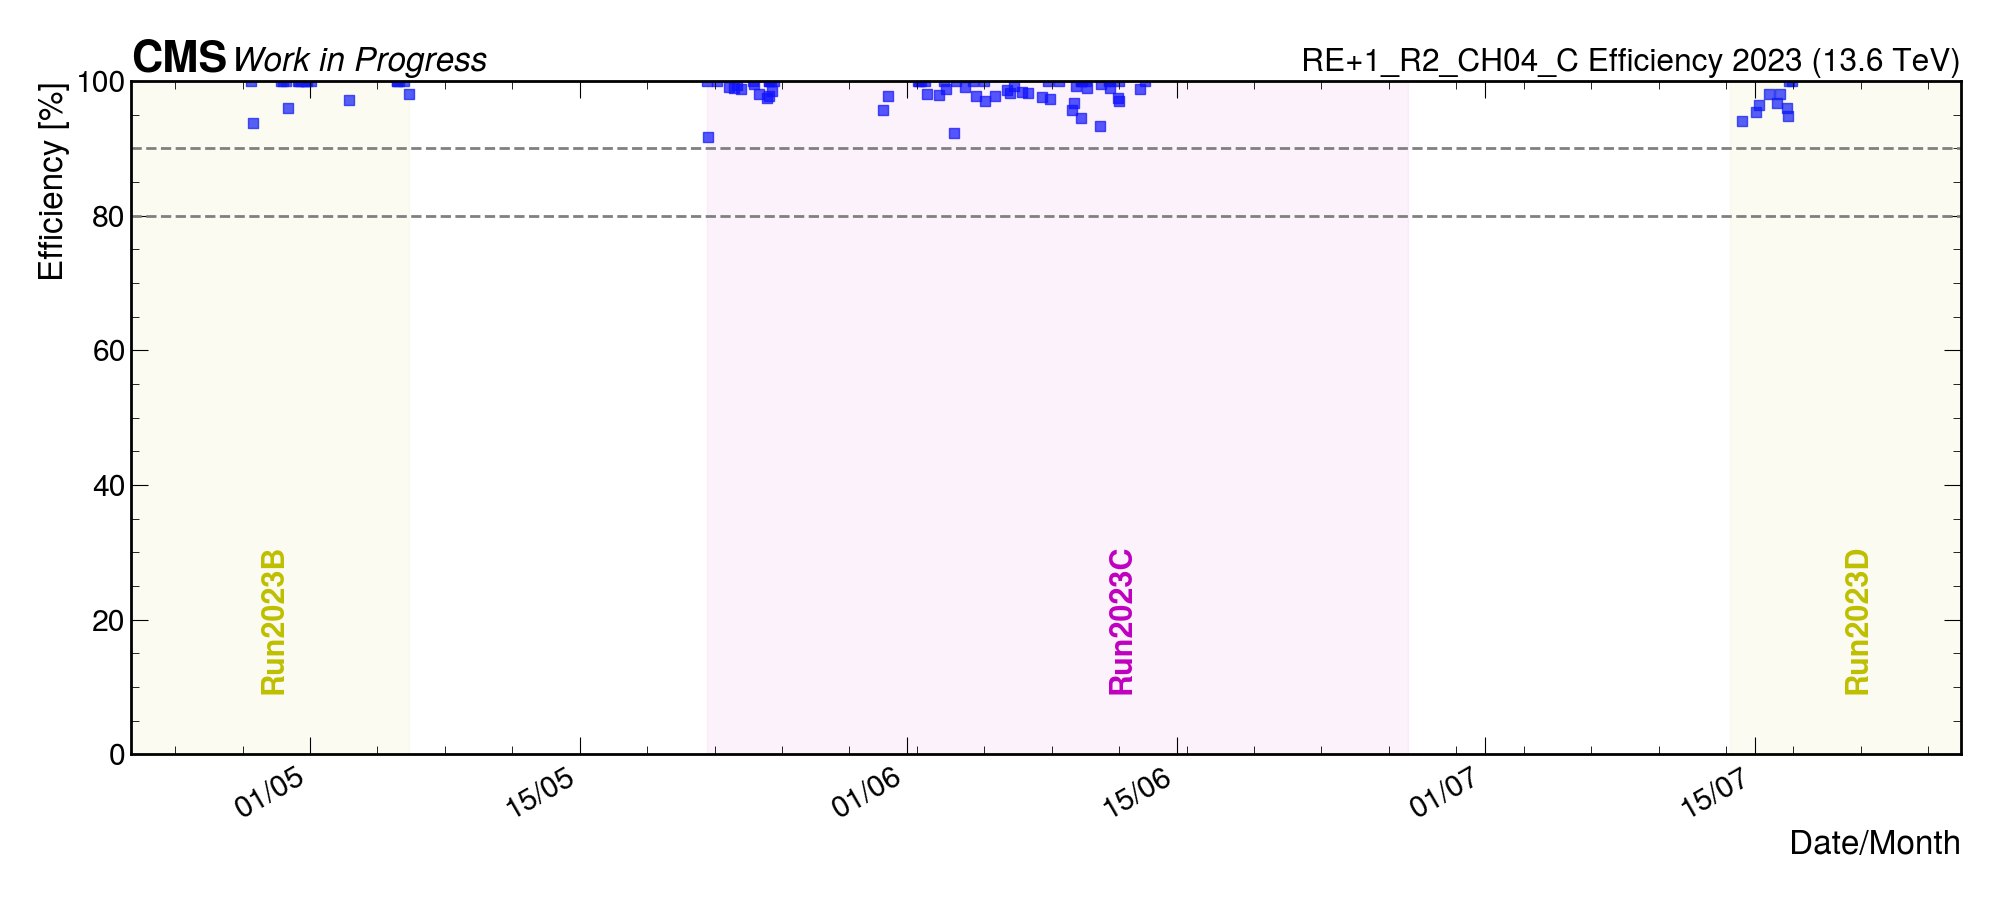 CMS Work in Progress
RE+1_R2_CH04_C Efficiency 2023 (13.6 TeV)
Efficiency [%]
100
80
60
40
20
0
Run2023B
Run2023C
Run2023D
01/05
15/05
01/06
15/06
01/07
15/07
Date/Month